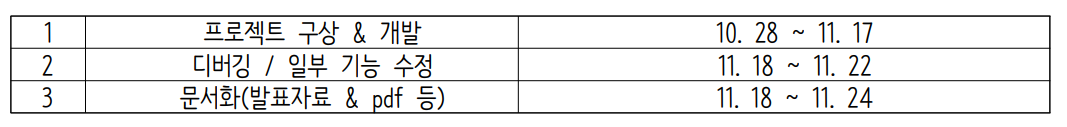 1 프로젝트 구상 & 개발 10. 28 ~ 11. 17
2 디버깅 / 일부 기능 수정 11. 18 ~ 11. 22
3 문서화(발표자료 & pdf 등) 11. 18 ~ 11. 24